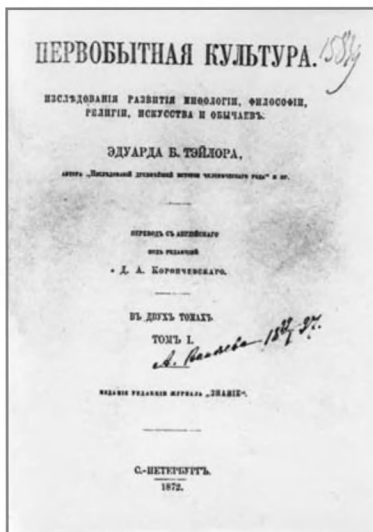 ПЕРВОБЫТНАЯ КУЛЬТУРА.
ИЗСЛѢДОВАНІЯ РАЗВИТІЯ МИѲОЛОГІИ, ФИЛОСОФІИ,
РЕЛИГІИ, ИСКУССТВА И ОБЫЧАЕВЪ.
ЭДУАРДА Б. ТЭЙЛОРА,
АВТОРА „ИЗСЛѢДОВАНІЙ ДРЕВНѢЙШЕЙ ИСТОРІИ ЧЕЛОВѢЧЕСКАГО РОДА“ И ПР.
ПЕРЕВОДЪ СЪ АНГЛІЙСКАГО
ПОДЪ РЕДАКЦІЕЙ
Д. А. КОРОПЧЕВСКАГО.
ВЪ ДВУХЪ ТОМАХЪ
ТОМЪ I.
ИЗДАНІЕ РЕДАКЦІИ ЖУРНАЛА „ЗНАНІЕ“.
С.-ПЕТЕРБУРГЪ.
1872.